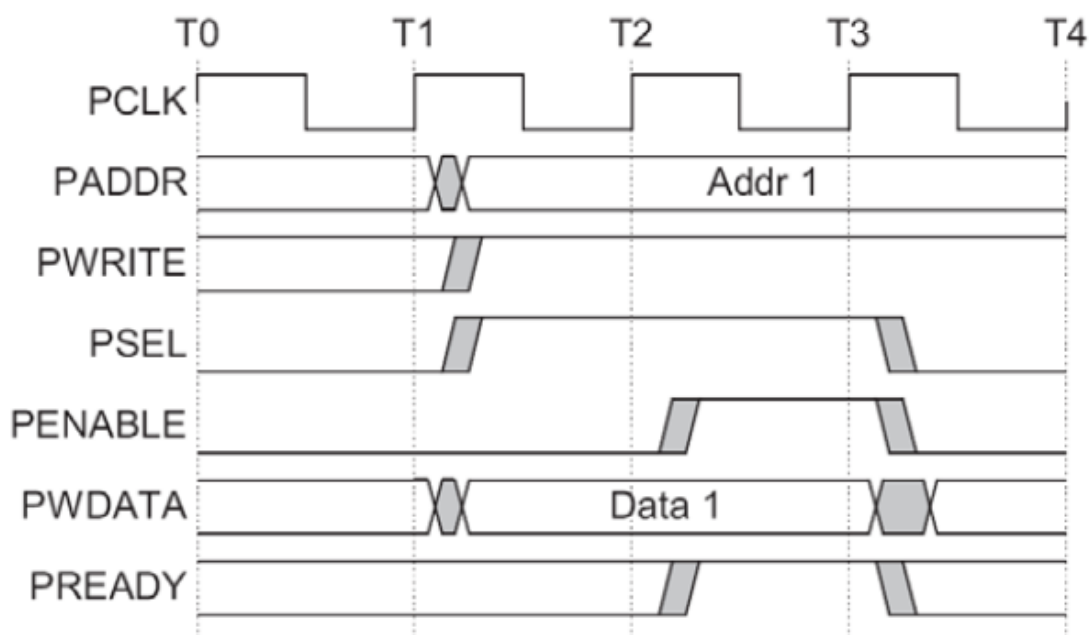 T0 T1 T2 T3 T4
PCLK
PADDR Addr 1
PWRITE
PSEL
PENABLE
PWDATA Data 1
PREADY